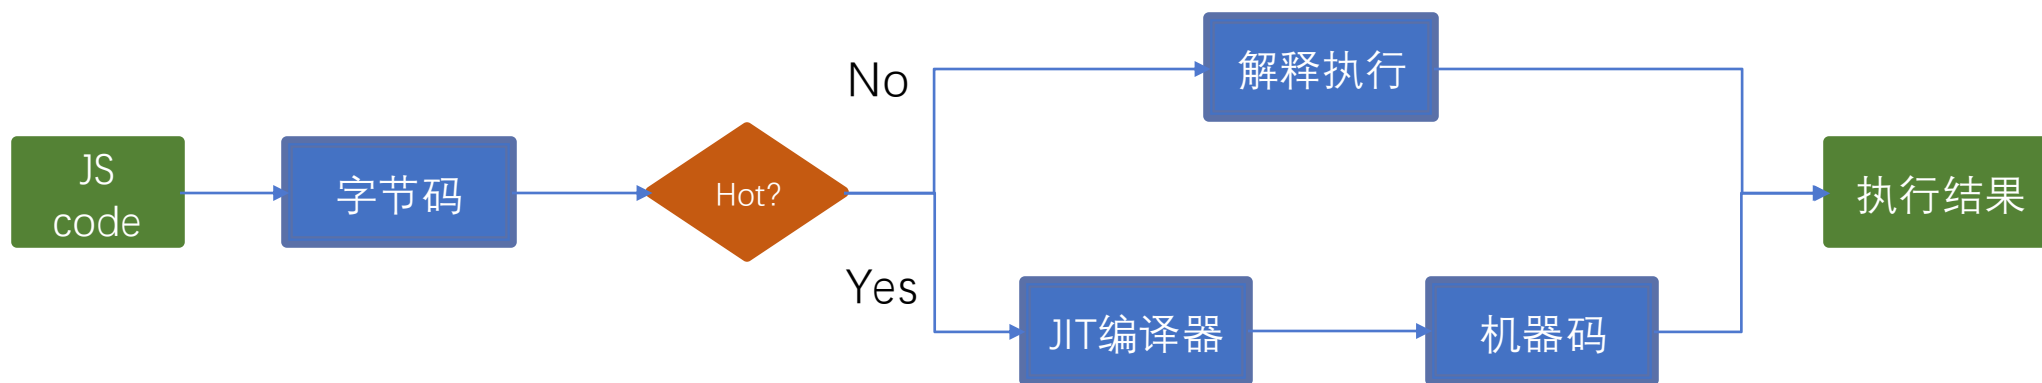 JS
code
字节码
Hot?
No
解释执行
Yes
JIT编译器
机器码
执行结果